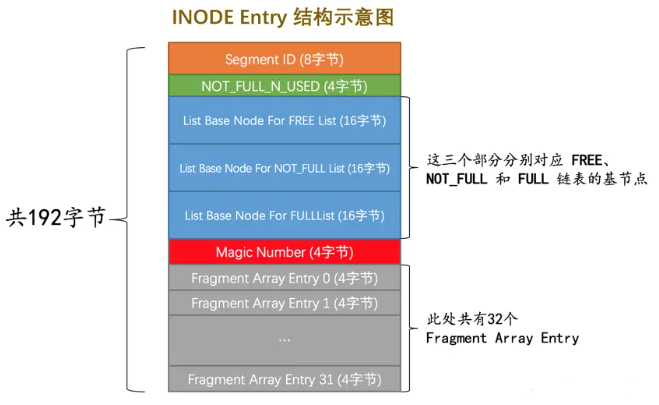 INODE Entry 结构示意图
共192字节
Segment ID (8字节)
NOT_FULL_N_USED (4字节)
List Base Node For FREE List (16字节)
List Base Node For NOT_FULL List (16字节)
List Base Node For FULLList (16字节)
这三个部分分别对应 FREE、
NOT_FULL 和 FULL 链表的基节点
Magic Number (4字节)
Fragment Array Entry 0 (4字节)
Fragment Array Entry 1 (4字节)
...
Fragment Array Entry 31 (4字节)
此处共有32个
Fragment Array Entry